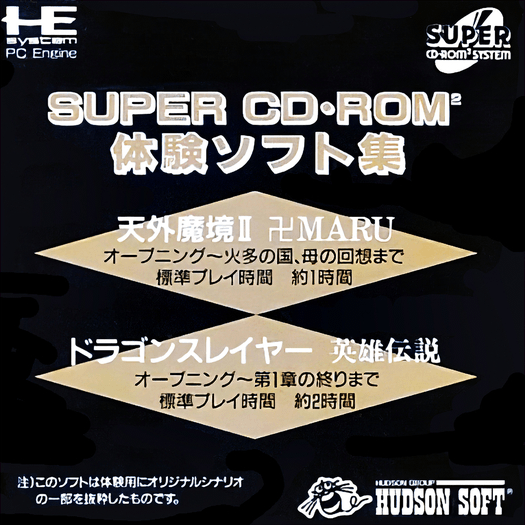 HE
SYSTEM
PC Engine
SUPER
CD-ROM² SYSTEM
SUPER CD・ROM²
体験ソフト集
天外魔境II 卍MARU
オープニング〜火多の国、母の回想まで
標準プレイ時間 約1時間
ドラゴンスレイヤー 英雄伝説
オープニング〜第1章の終りまで
標準プレイ時間 約2時間
注)このソフトは体験用にオリジナルシナリオ
の一部を抜粋したものです。
HUDSON GROUP
HUDSON SOFT®